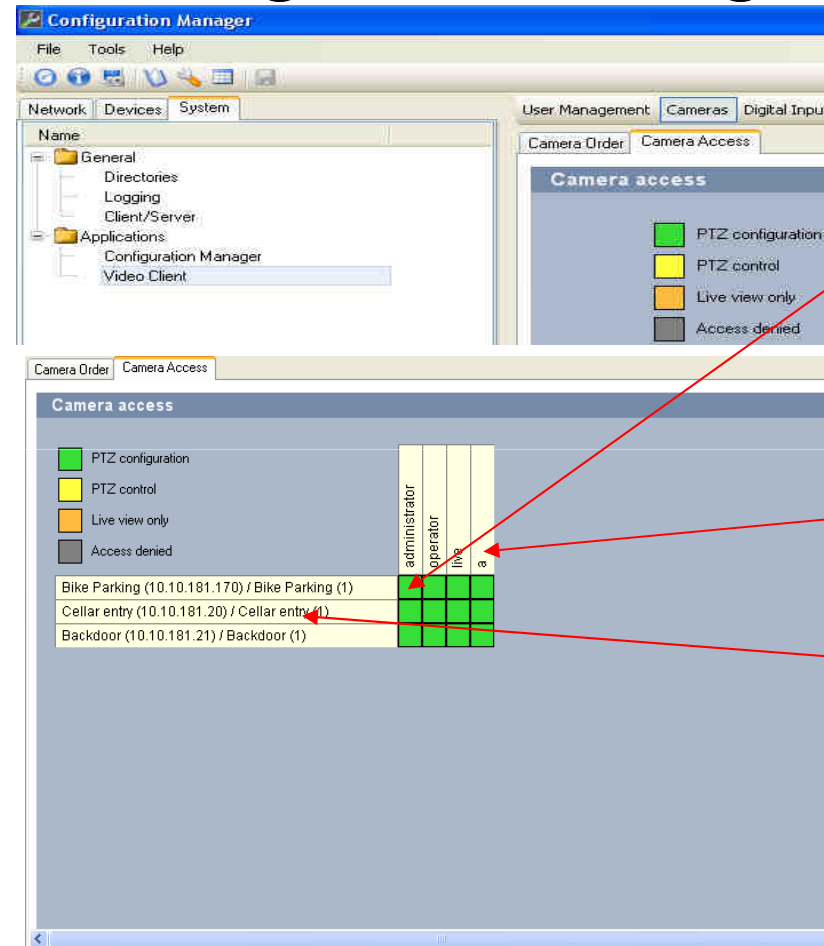 Configuration Manager
File Tools Help
Network Devices System
Name
General
Directories
Logging
Client/Server
Applications
Configuration Manager
Video Client
User Management Cameras Digital Inpu
Camera Order Camera Access
Camera access
PTZ configuration
PTZ control
Live view only
Access denied
Camera Order Camera Access
Camera access
PTZ configuration
PTZ control
Live view only
Access denied
administrator
operator
live
a
Bike Parking (10.10.181.170) / Bike Parking (1)
Cellar entry (10.10.181.20) / Cellar entry (1)
Backdoor (10.10.181.21) / Backdoor (1)